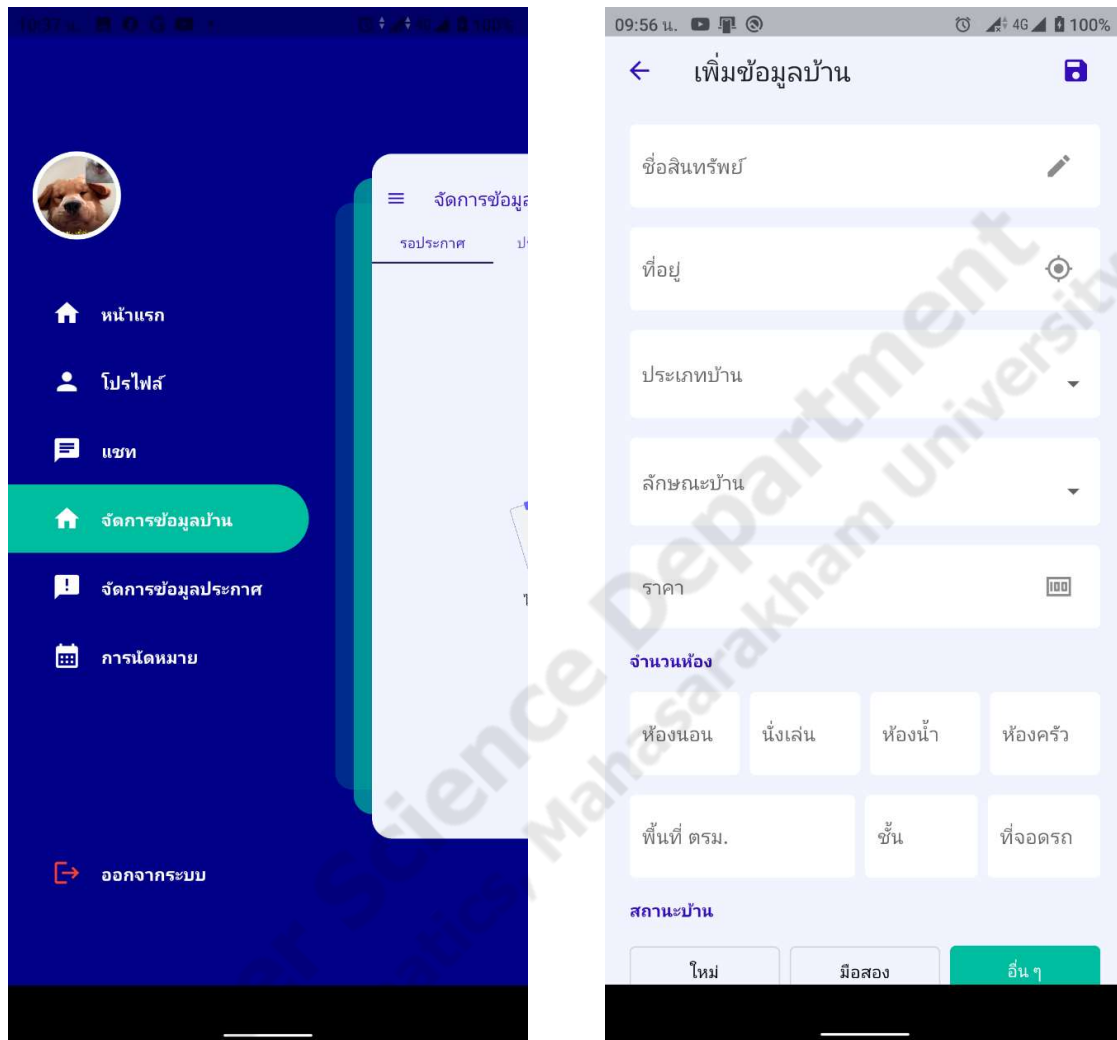 จัดการข้อมูล
รอประกาศ
หน้าแรก
โปรไฟล์
แชท
จัดการข้อมูลบ้าน
จัดการข้อมูลประกาศ
การนัดหมาย
ออกจากระบบ
09:56 น. 4G 100%
เพิ่มข้อมูลบ้าน
ชื่อสินทรัพย์
ที่อยู่
ประเภทบ้าน
ลักษณะบ้าน
ราคา
จำนวนห้อง
ห้องนอน นั่งเล่น ห้องน้ำ ห้องครัว
พื้นที่ ตรม. ชั้น ที่จอดรถ
สถานะบ้าน
ใหม่ มือสอง อื่น ๆ
Science Department
Mahasarakham University